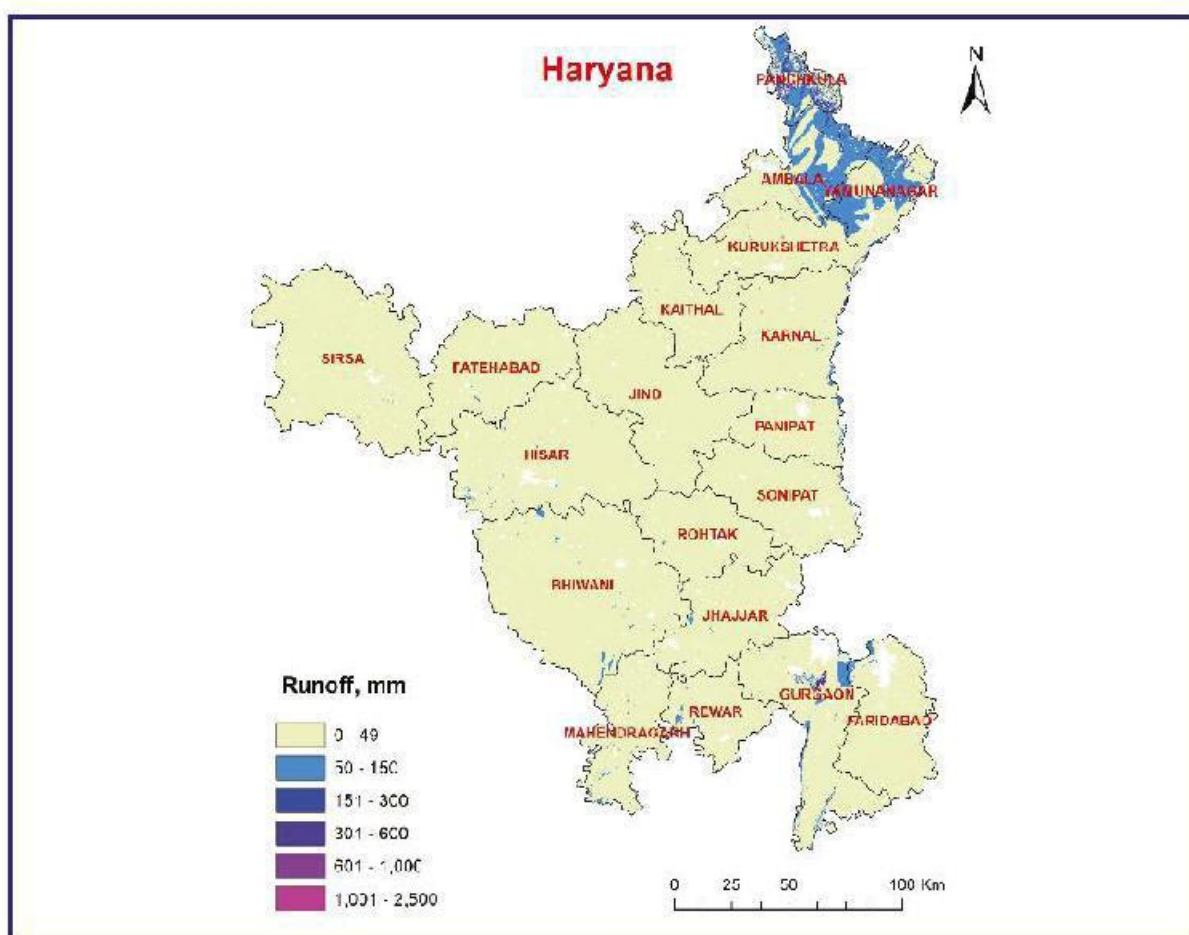 Haryana
N
PANCHKULA
AMBALA
YAMUNANAGAR
KURUKSHETRA
KAITHAL
KARNAL
SIRSA
FATEHABAD
JIND
PANIPAT
HISAR
SONIPAT
ROHTAK
BHIWANI
JHAJJAR
GURGAON
REWAR
FARIDABAD
MAHENDRAGARH
Runoff, mm
0 - 49
50 - 150
151 - 300
301 - 600
601 - 1,000
1,001 - 2,500
0 25 50 100 Km